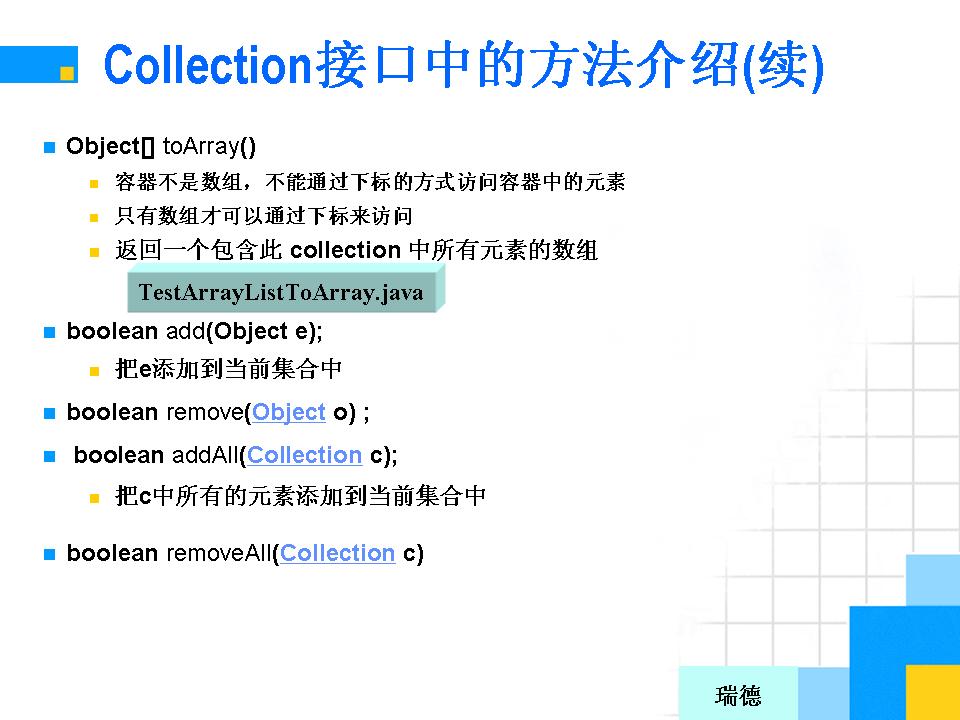 Collection接口中的方法介绍(续)
Object[] toArray()
容器不是数组，不能通过下标的方式访问容器中的元素
只有数组才可以通过下标来访问
返回一个包含此 collection 中所有元素的数组
TestArrayListToArray.java
boolean add(Object e);
把e添加到当前集合中
boolean remove(Object o) ;
boolean addAll(Collection c);
把c中所有的元素添加到当前集合中
boolean removeAll(Collection c)
瑞德